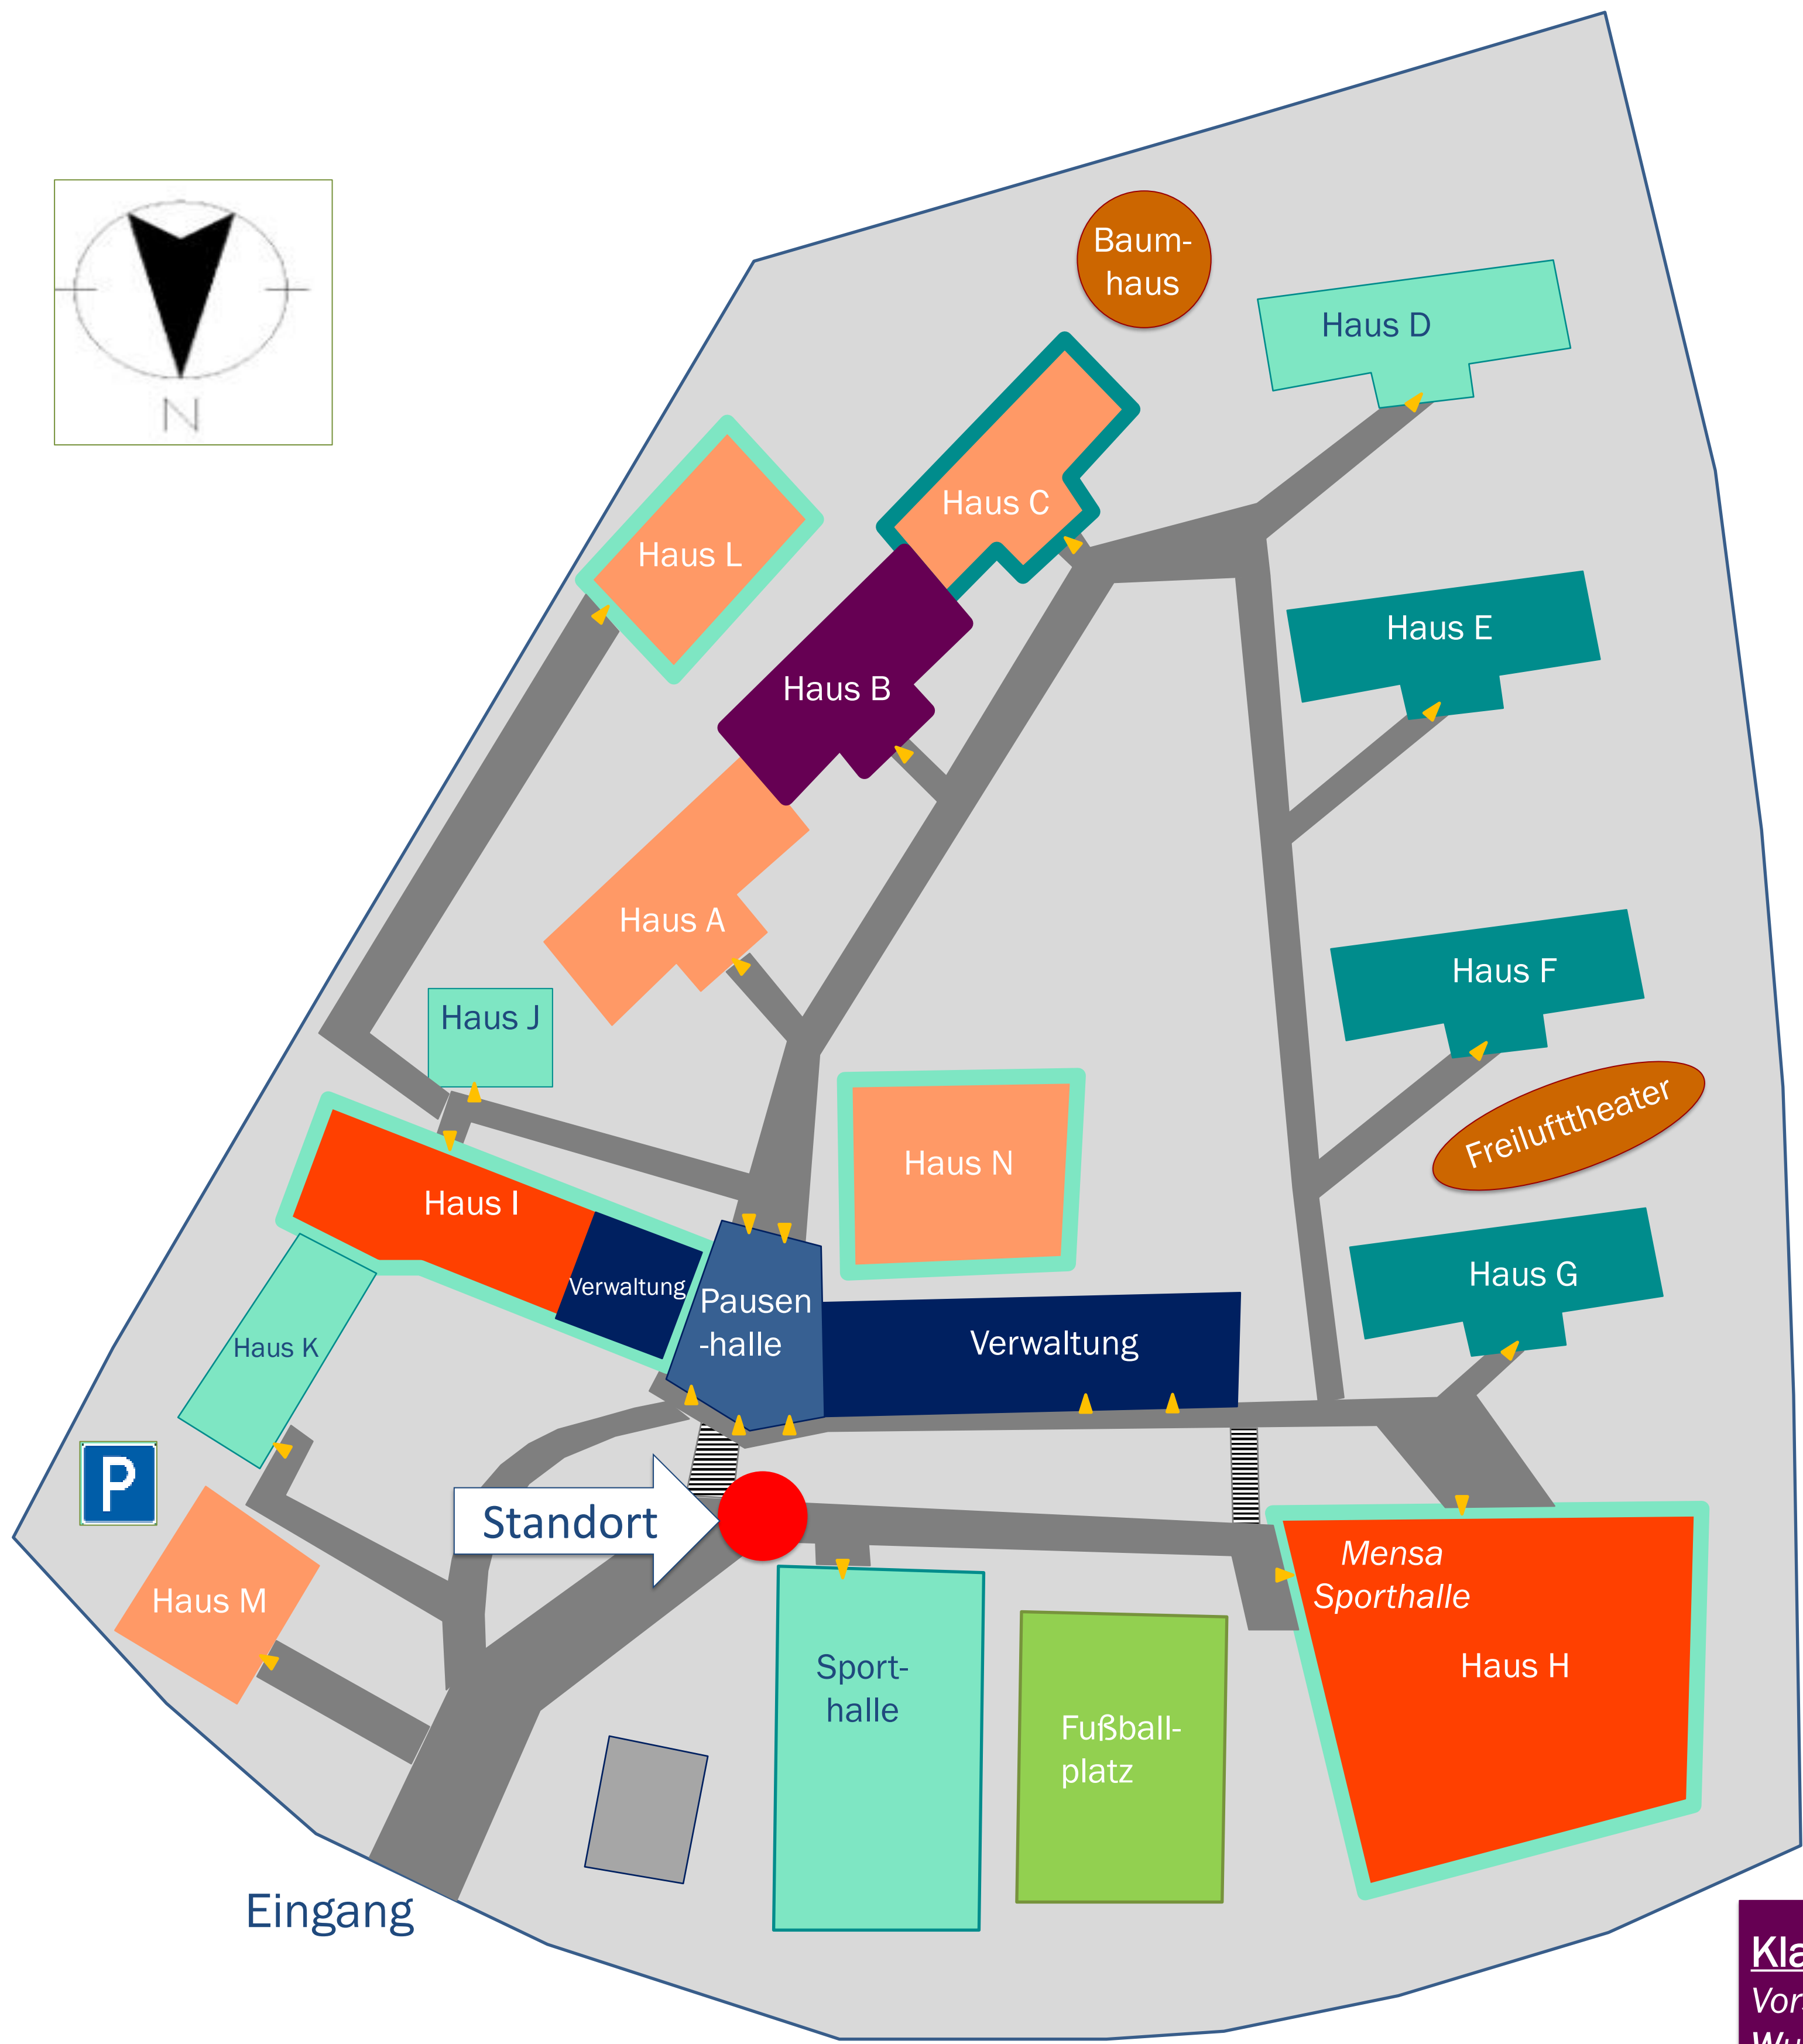 Baum-
haus
Haus D
N
Haus C
Haus L
Haus E
Haus B
Haus A
Haus F
Haus J
Freilufttheater
Haus N
Haus I
Haus G
Verwaltung
Pausen
-halle
Verwaltung
Haus K
P
Standort
Mensa
Sporthalle
Haus M
Haus H
Sport-
halle
Fußball-
platz
Eingang